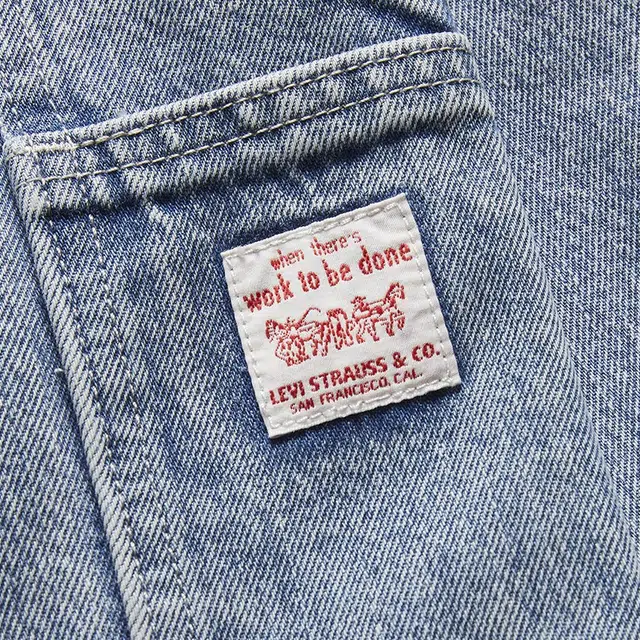 when there's
work to be done
LEVI STRAUSS & CO.
SAN FRANCISCO, CAL.